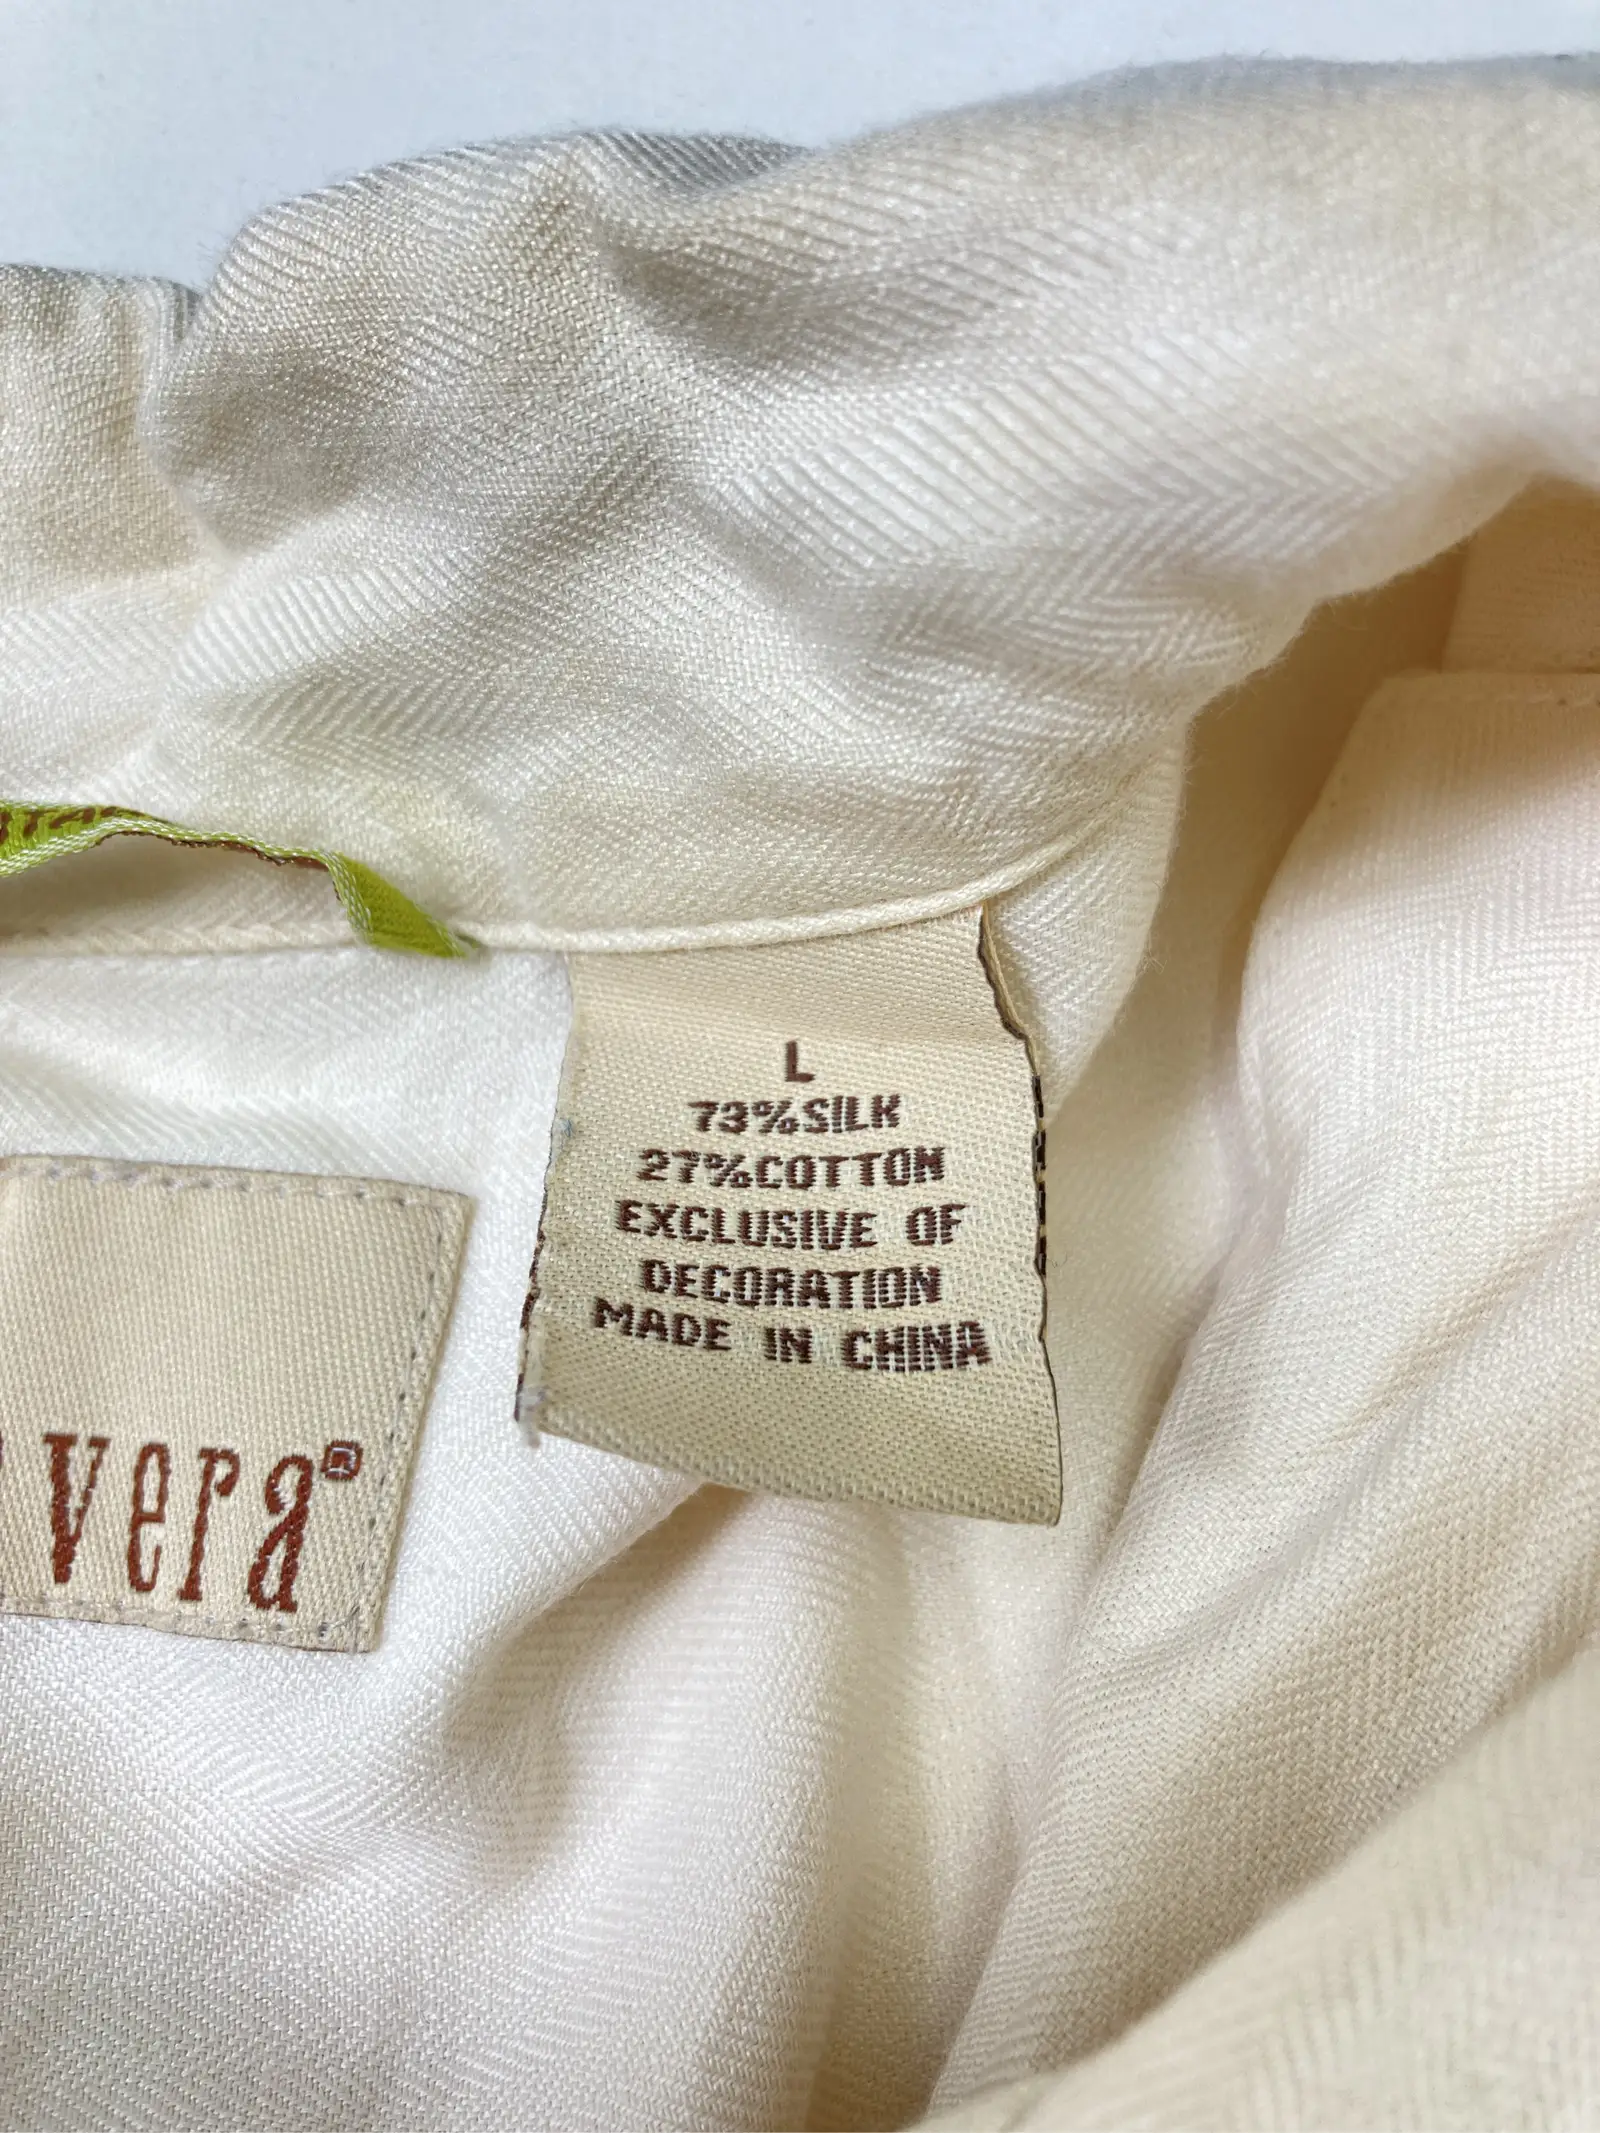 L
73%SILK
27%COTTON
EXCLUSIVE OF
DECORATION
MADE IN CHINA
vera®